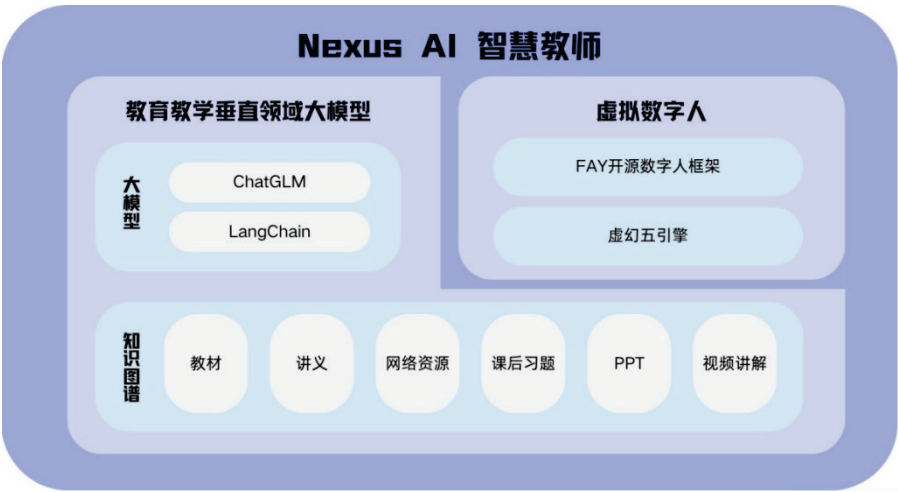 Nexus AI 智慧教师
教育教学垂直领域大模型
大模型
ChatGLM
LangChain
虚拟数字人
FAY开源数字人框架
虚幻五引擎
知识图谱
教材
讲义
网络资源
课后习题
PPT
视频讲解